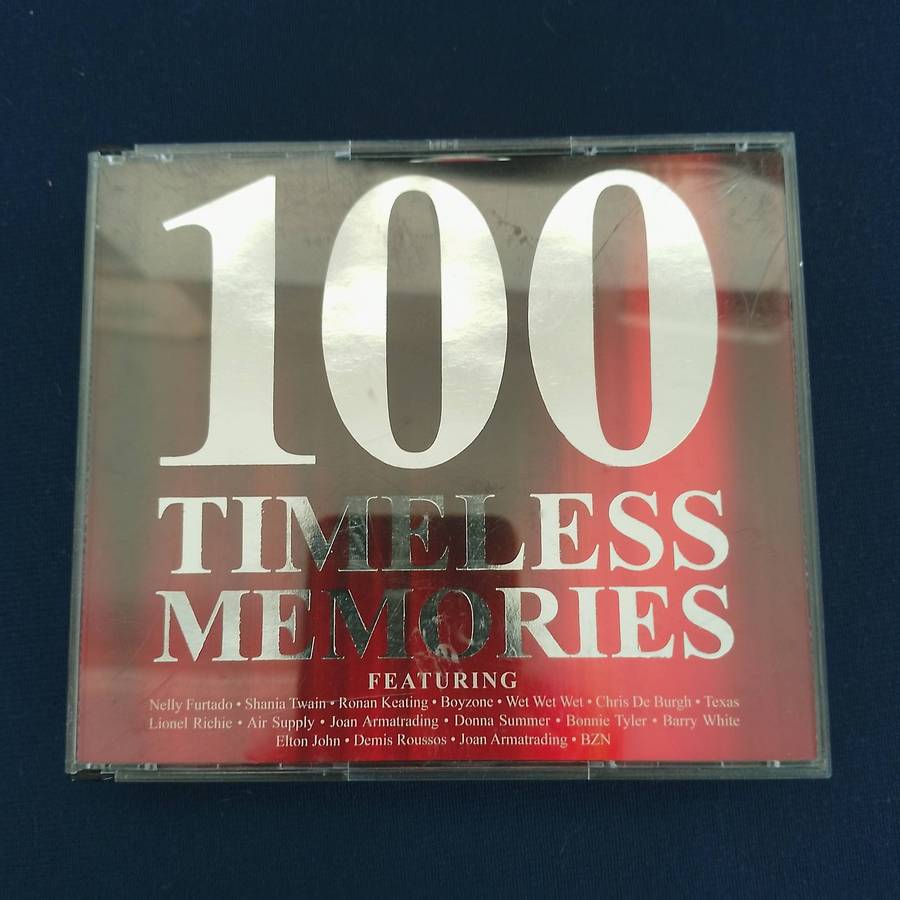 100
TIMELESS
MEMORIES
FEATURING
Nelly Furtado • Shania Twain • Ronan Keating • Boyzone • Wet Wet Wet • Chris De Burgh • Texas
Lionel Richie • Air Supply • Joan Armatrading • Donna Summer • Bonnie Tyler • Barry White
Elton John • Demis Roussos • Joan Armatrading • BZN